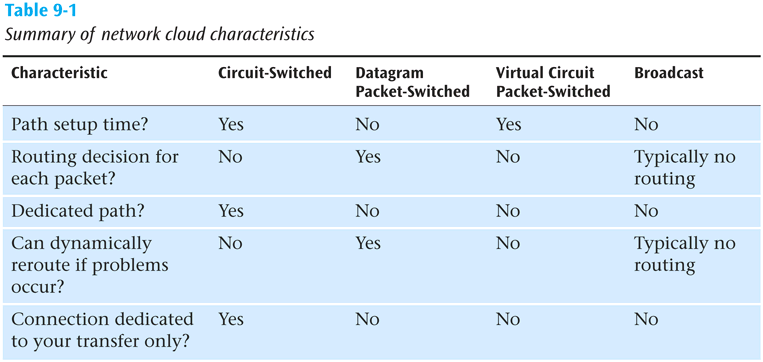 Table 9-1
Summary of network cloud characteristics
Characteristic Circuit-Switched Datagram Packet-Switched Virtual Circuit Packet-Switched Broadcast
Path setup time? Yes No Yes No
Routing decision for each packet? No Yes No Typically no routing
Dedicated path? Yes No No No
Can dynamically reroute if problems occur? No Yes No Typically no routing
Connection dedicated to your transfer only? Yes No No No